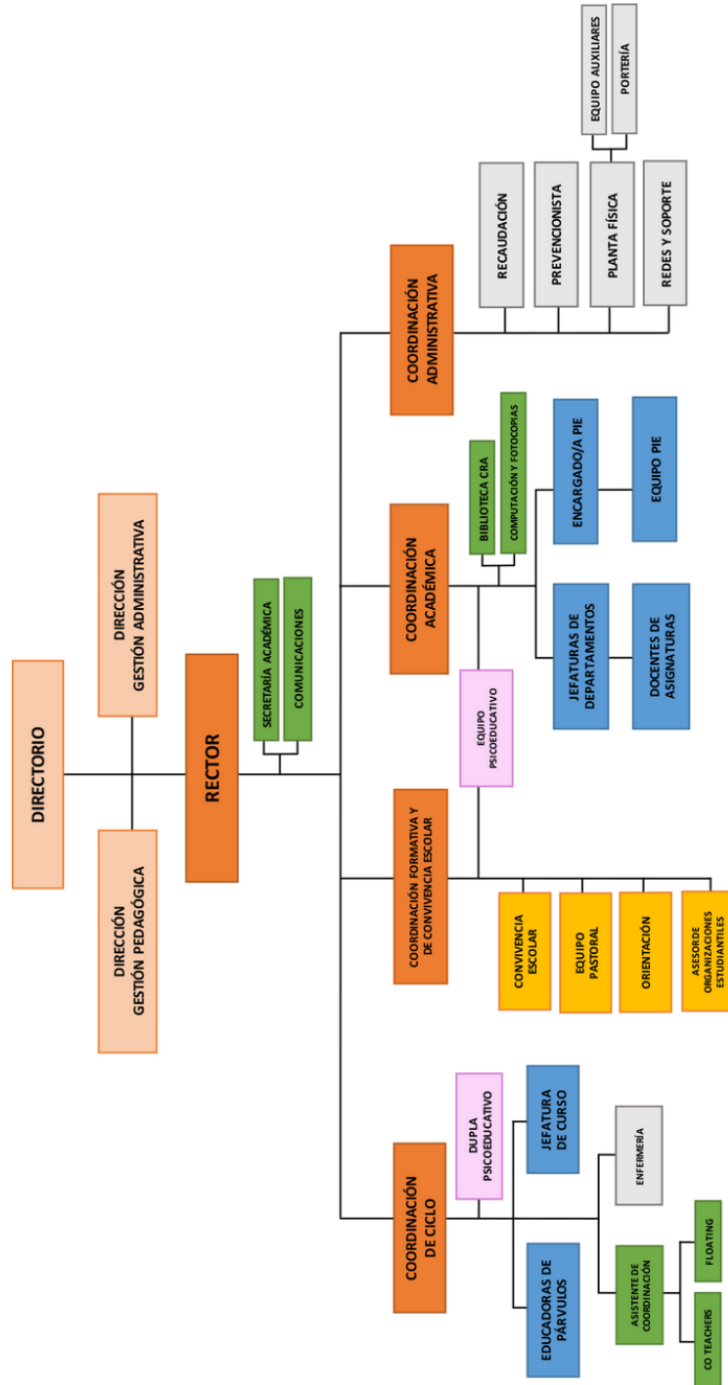 DIRECTORIO
DIRECCIÓN
GESTIÓN PEDAGÓGICA
DIRECCIÓN
GESTIÓN ADMINISTRATIVA
RECTOR
SECRETARÍA ACADÉMICA
COMUNICACIONES
COORDINACIÓN
DE CICLO
COORDINACIÓN FORMATIVA Y
DE CONVIVENCIA ESCOLAR
COORDINACIÓN
ACADÉMICA
COORDINACIÓN
ADMINISTRATIVA
DUPLA
PSICOEDUCATIVO
EDUCADORAS DE
PÁRVULOS
JEFATURA
DE CURSO
ASISTENTE DE
COORDINACIÓN
ENFERMERÍA
CO TEACHERS
FLOATING
EQUIPO
PSICOEDUCATIVO
CONVIVENCIA
ESCOLAR
EQUIPO
PASTORAL
ORIENTACIÓN
ASESORDE
ORGANIZACIONES
ESTUDIANTILES
BIBLIOTECA CRA
COMPUTACIÓN Y FOTOCOPIAS
JEFATURAS DE
DEPARTAMENTOS
ENCARGADO/A PIE
DOCENTES DE
ASIGNATURAS
EQUIPO PIE
RECAUDACIÓN
PREVENCIONISTA
PLANTA FÍSICA
EQUIPO AUXILIARES
PORTERÍA
REDES Y SOPORTE